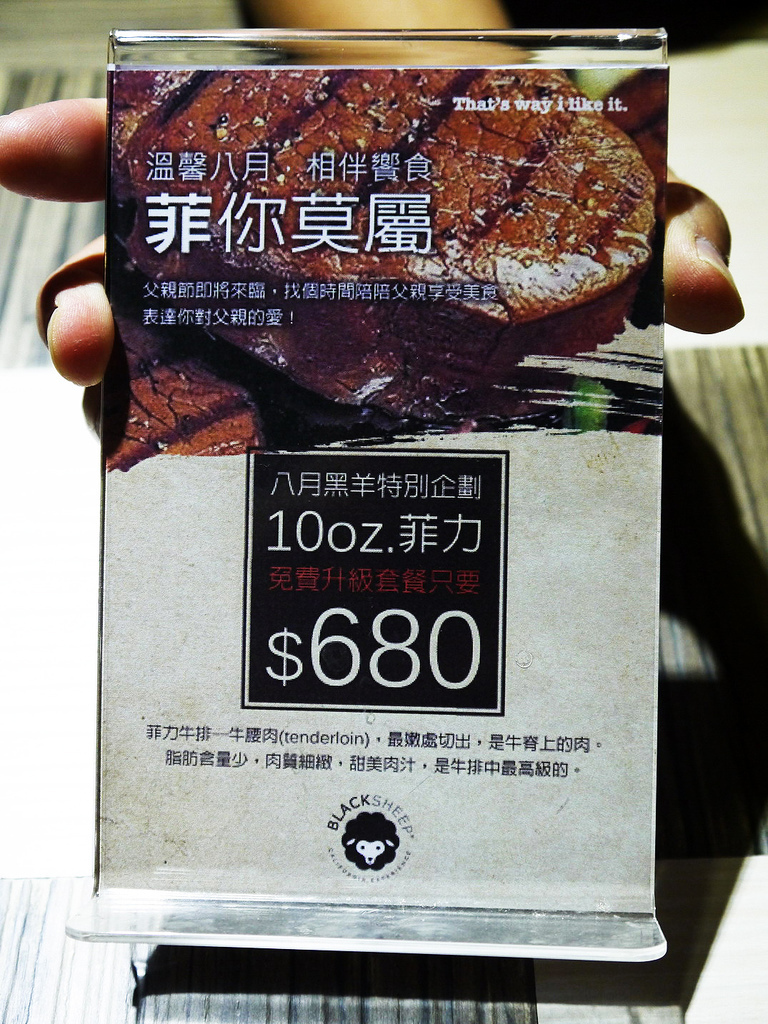 That's way i like it.
溫馨八月．相伴饗食
菲你莫屬
父親節即將來臨，找個時間陪陪父親享受美食
表達你對父親的愛！
八月黑羊特別企劃
10oz.菲力
免費升級套餐只要
$680
菲力牛排—牛腰肉(tenderloin)，最嫩處切出，是牛脊上的肉。
脂肪含量少，肉質細緻，甜美肉汁，是牛排中最高級的。
BLACKSHEEP
CALIFORNIA EXPERIENCE